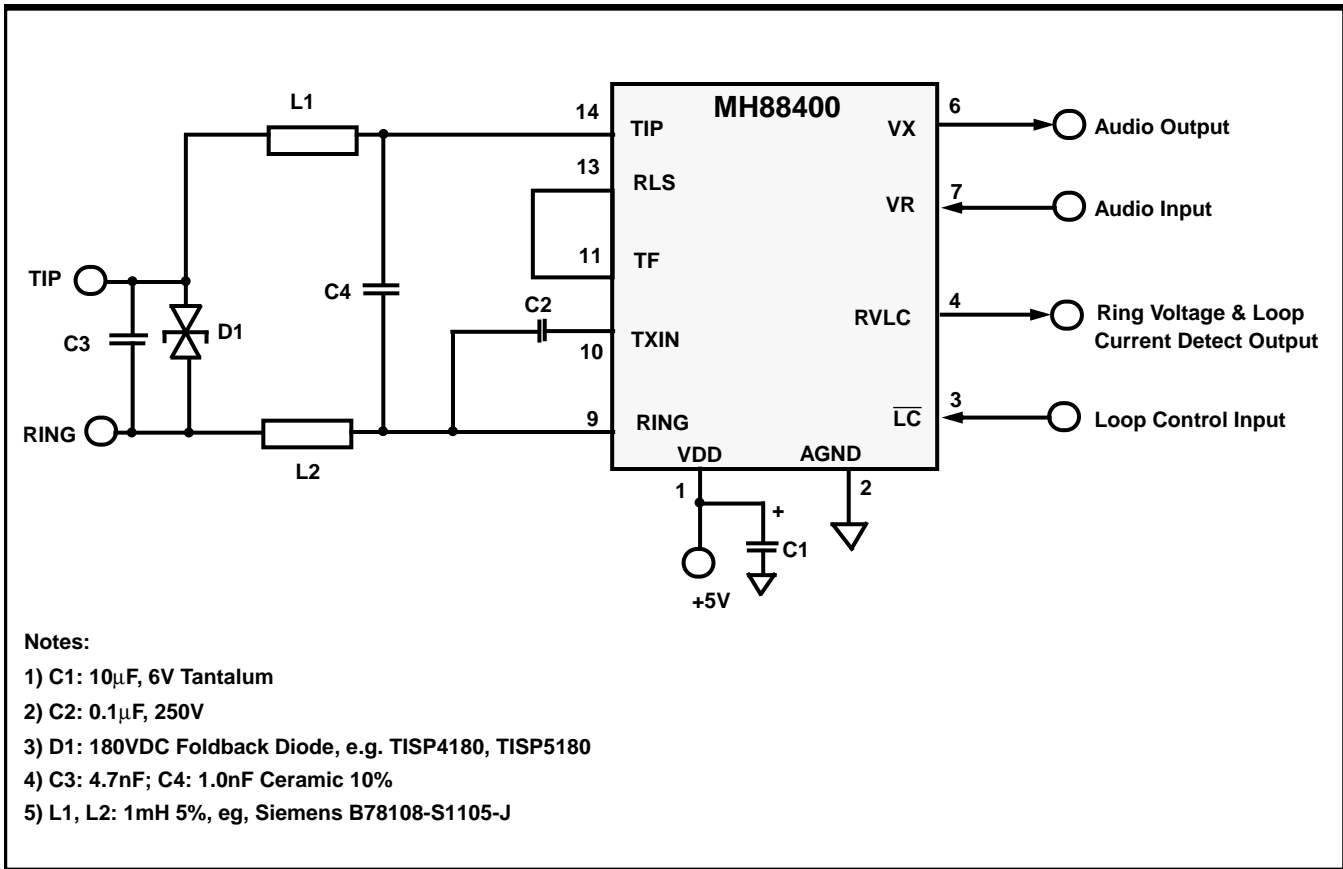 MH88400
L1
14
TIP
VX
6
Audio Output
13
RLS
VR
7
Audio Input
11
TF
TIP
C3
D1
C4
C2
10
TXIN
RVLC
4
Ring Voltage & Loop
Current Detect Output
RING
L2
9
RING
LC
3
Loop Control Input
VDD
AGND
1
2
+
C1
+5V
Notes:
1) C1: 10μF, 6V Tantalum
2) C2: 0.1μF, 250V
3) D1: 180VDC Foldback Diode, e.g. TISP4180, TISP5180
4) C3: 4.7nF; C4: 1.0nF Ceramic 10%
5) L1, L2: 1mH 5%, eg, Siemens B78108-S1105-J